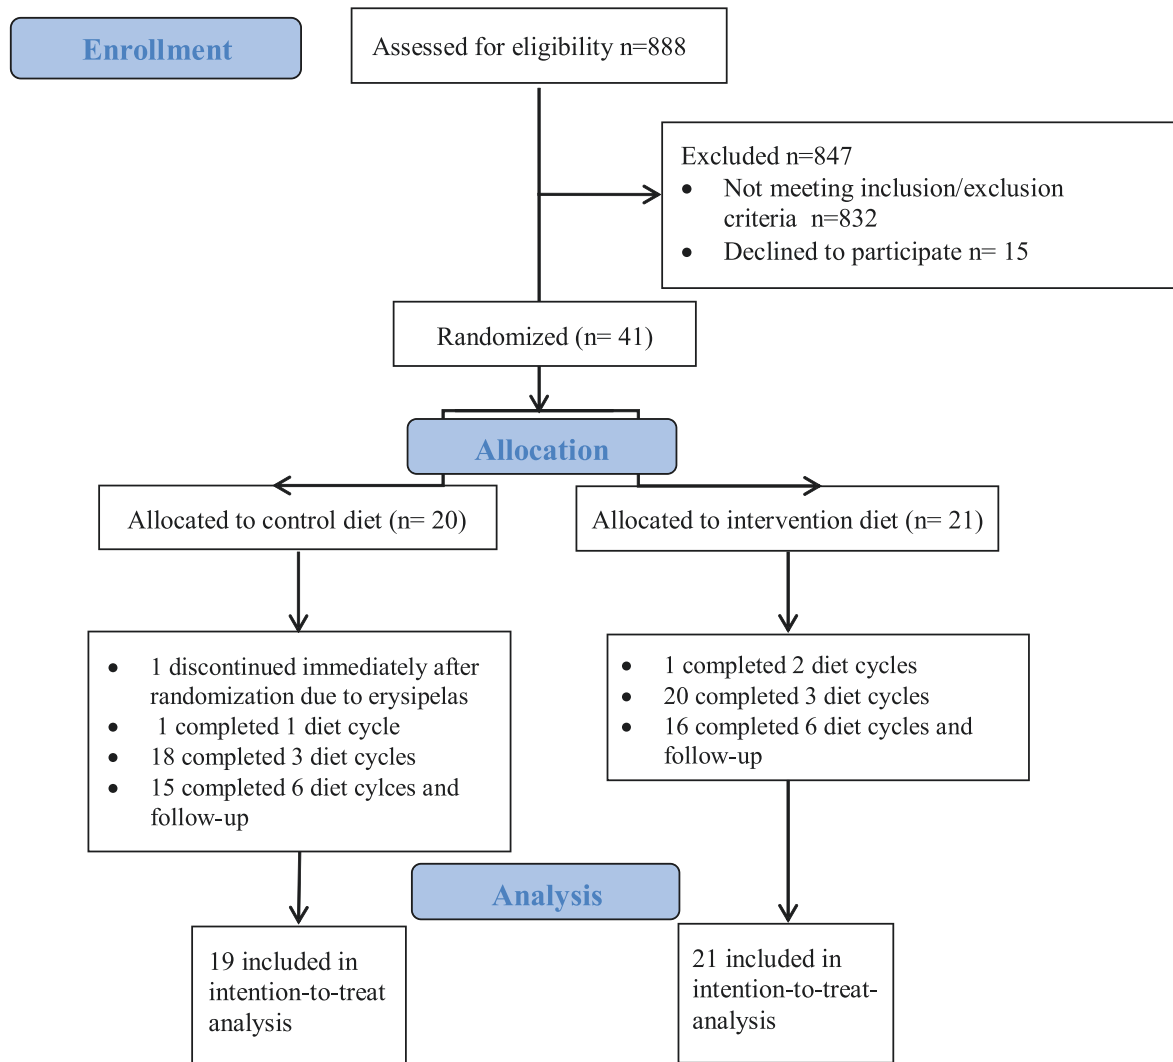 Enrollment
Assessed for eligibility n=888
Excluded n=847
• Not meeting inclusion/exclusion
criteria n=832
• Declined to participate n= 15
Randomized (n= 41)
Allocation
Allocated to control diet (n= 20)
Allocated to intervention diet (n= 21)
• 1 discontinued immediately after
randomization due to erysipelas
• 1 completed 1 diet cycle
• 18 completed 3 diet cycles
• 15 completed 6 diet cylces and
follow-up
• 1 completed 2 diet cycles
• 20 completed 3 diet cycles
• 16 completed 6 diet cycles and
follow-up
Analysis
19 included in
intention-to-treat
analysis
21 included in
intention-to-treat-
analysis